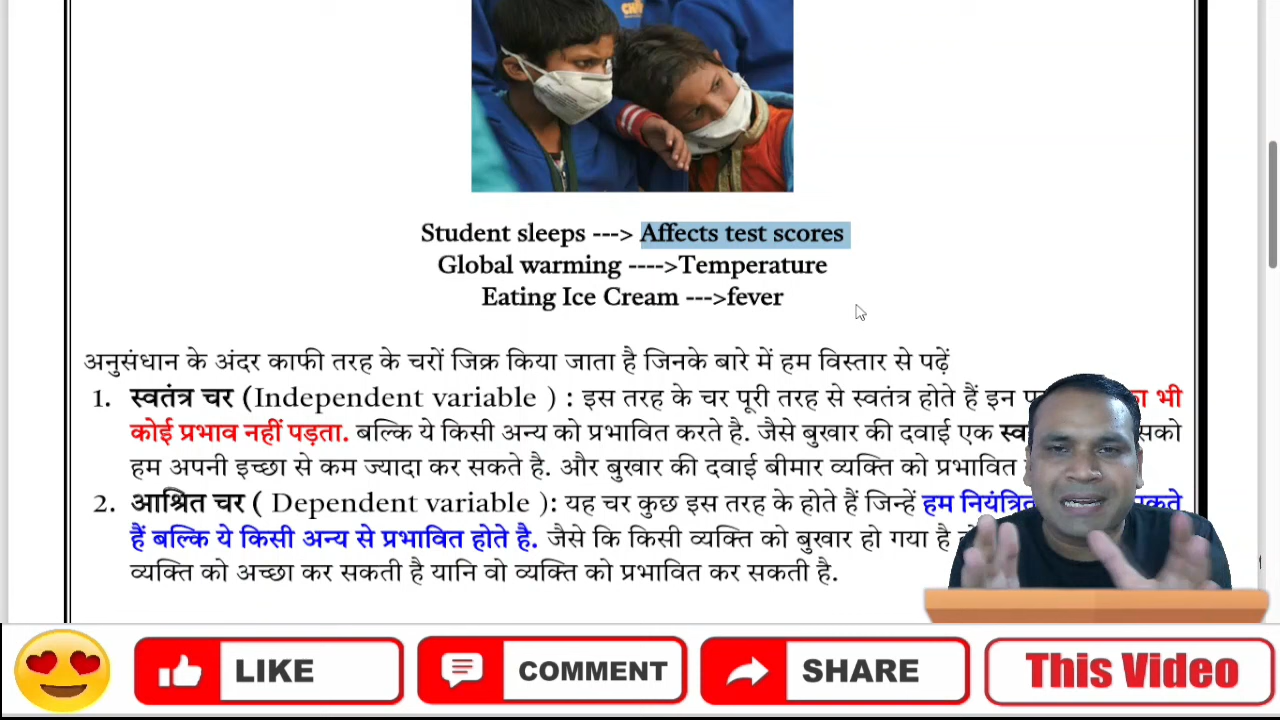 Student sleeps ---> Affects test scores
Global warming ---->Temperature
Eating Ice Cream --->fever
अनुसंधान के अंदर काफी तरह के चरों जिक्र किया जाता है जिनके बारे में हम विस्तार से पढ़ें
1. स्वतंत्र चर (Independent variable ) : इस तरह के चर पूरी तरह से स्वतंत्र होते हैं इन भी
कोई प्रभाव नहीं पड़ता. बल्कि ये किसी अन्य को प्रभावित करते है. जैसे बुखार की दवाई एक सको
हम अपनी इच्छा से कम ज्यादा कर सकते है. और बुखार की दवाई बीमार व्यक्ति को प्रभावित
2. आश्रित चर ( Dependent variable ): यह चर कुछ इस तरह के होते हैं जिन्हें हम नियंत्रित
हैं बल्कि ये किसी अन्य से प्रभावित होते है. जैसे कि किसी व्यक्ति को बुखार हो गया है
व्यक्ति को अच्छा कर सकती है यानि वो व्यक्ति को प्रभावित कर सकती है.
LIKE COMMENT SHARE This Video